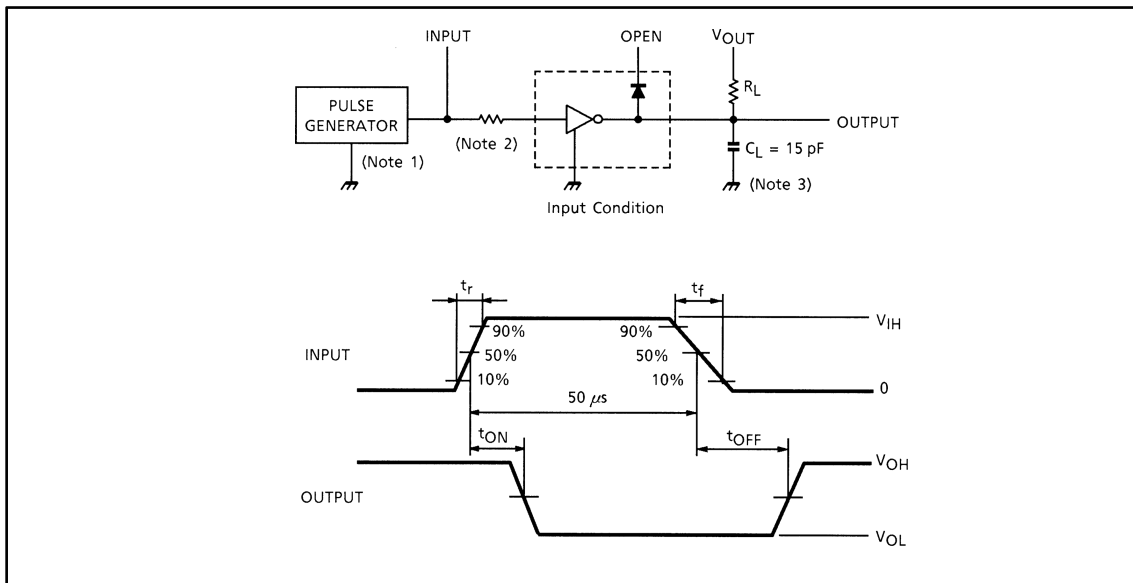 INPUT
OPEN
VOUT
RL
PULSE
GENERATOR
(Note 1)
(Note 2)
OUTPUT
CL = 15 pF
(Note 3)
Input Condition
tr
tf
VIH
90%
90%
INPUT
50%
50%
10%
10%
0
50 μs
tON
tOFF
VOH
OUTPUT
VOL